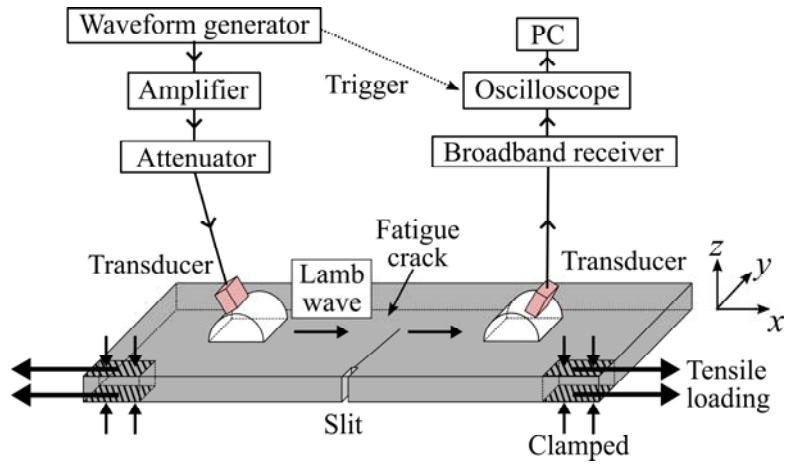 Waveform generator
PC
Amplifier
Trigger
Oscilloscope
Attenuator
Broadband receiver
Transducer
Lamb
wave
Fatigue
crack
Transducer
z
y
x
Slit
Clamped
Tensile
loading